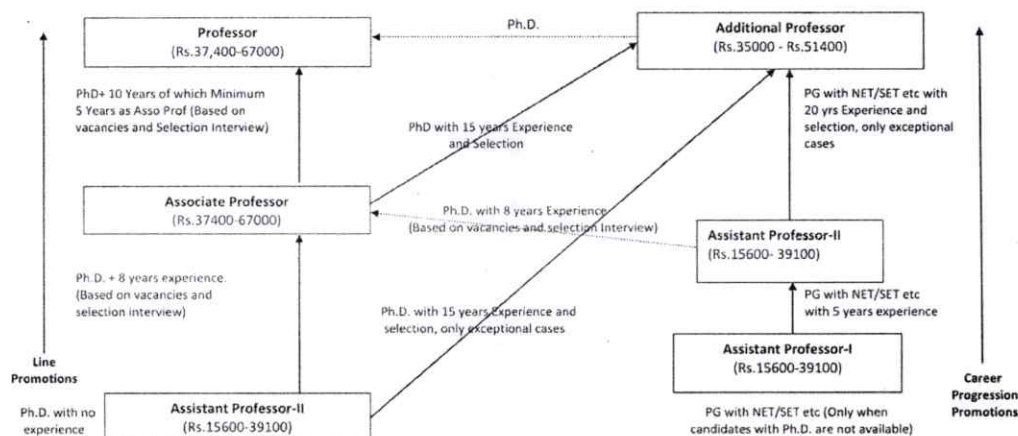 Professor
(Rs.37,400-67000)
Ph.D.
Additional Professor
(Rs.35000 - Rs.51400)
PhD+ 10 Years of which Minimum
5 Years as Asso Prof (Based on
vacancies and Selection Interview)
PhD with 15 years Experience
and Selection
PG with NET/SET etc with
20 yrs Experience and
selection, only exceptional
cases
Associate Professor
(Rs.37400-67000)
Ph.D. with 8 years Experience
(Based on vacancies and selection Interview)
Assistant Professor-II
(Rs.15600- 39100)
Ph.D. + 8 years experience.
(Based on vacancies and
selection interview)
Ph.D. with 15 years Experience and
selection, only exceptional cases
PG with NET/SET etc
with 5 years experience
Assistant Professor-I
(Rs.15600-39100)
Line
Promotions
Career
Progression
Promotions
Ph.D. with no
experience
Assistant Professor-II
(Rs.15600-39100)
PG with NET/SET etc (Only when
candidates with Ph.D. are not available)